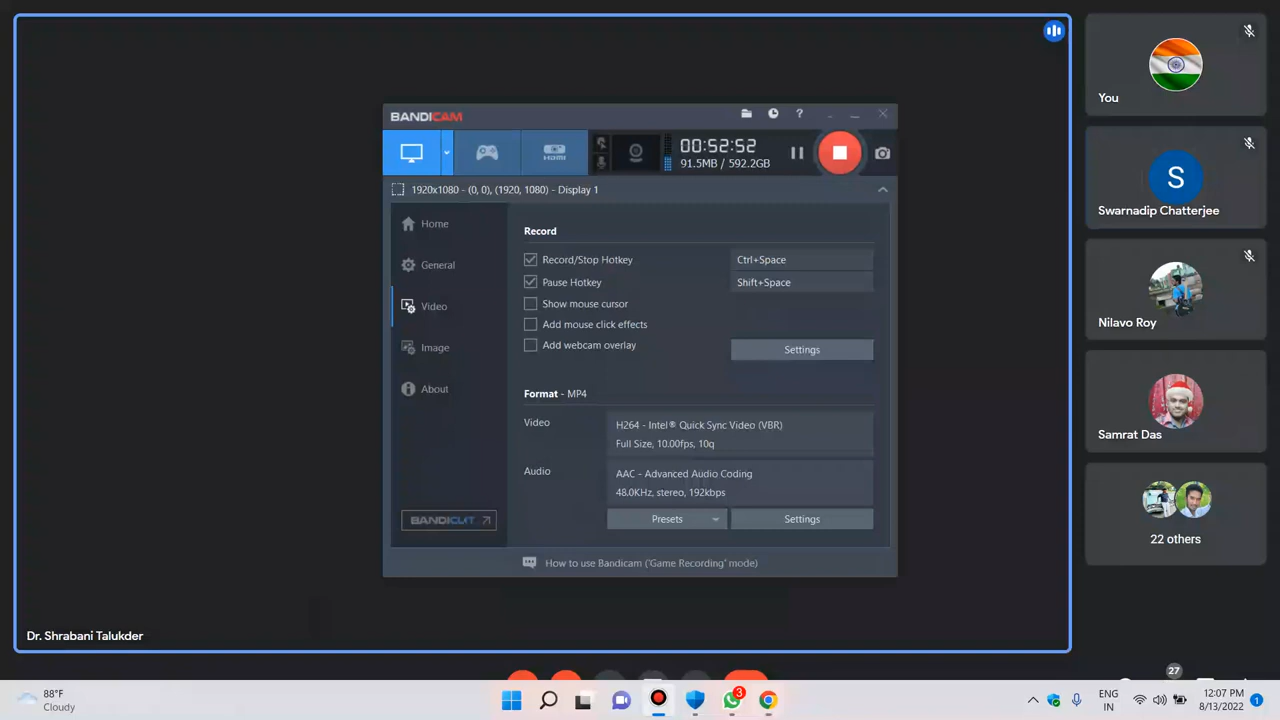 BANDICAM
00:52:52
91.5MB / 592.2GB
1920x1080 - (0, 0), (1920, 1080) - Display 1
Home
General
Video
Image
About
BANDICUT
Record
Record/Stop Hotkey
Ctrl+Space
Pause Hotkey
Shift+Space
Show mouse cursor
Add mouse click effects
Add webcam overlay
Settings
Format - MP4
Video
H264 - Intel® Quick Sync Video (VBR)
Full Size, 10.00fps, 10q
Audio
AAC - Advanced Audio Coding
48.0KHz, stereo, 192kbps
Presets
Settings
How to use Bandicam ('Game Recording' mode)
Dr. Shrabani Talukder
You
S
Swarnadip Chatterjee
Nilavo Roy
Samrat Das
22 others
27
88°F
Cloudy
3
ENG
IN
12:07 PM
8/13/2022
1